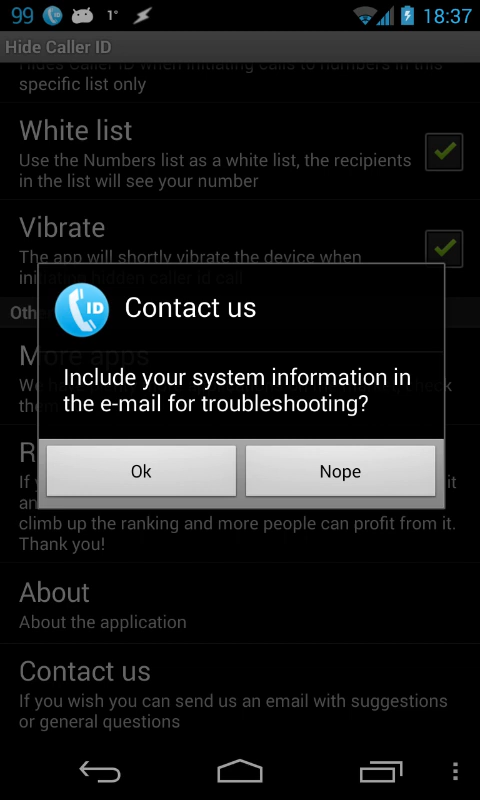 99 1° 18:37
Hide Caller ID
Hides Caller ID when initiating calls to numbers in this
specific list only
White list
Use the Numbers list as a white list, the recipients
in the list will see your number
Vibrate
The app will shortly vibrate the device when
initiating hidden caller id call
Othe
ID
Contact us
More apps
Include your system information in
the e-mail for troubleshooting?
Ok
Nope
it
climb up the ranking and more people can profit from it.
Thank you!
About
About the application
Contact us
If you wish you can send us an email with suggestions
or general questions